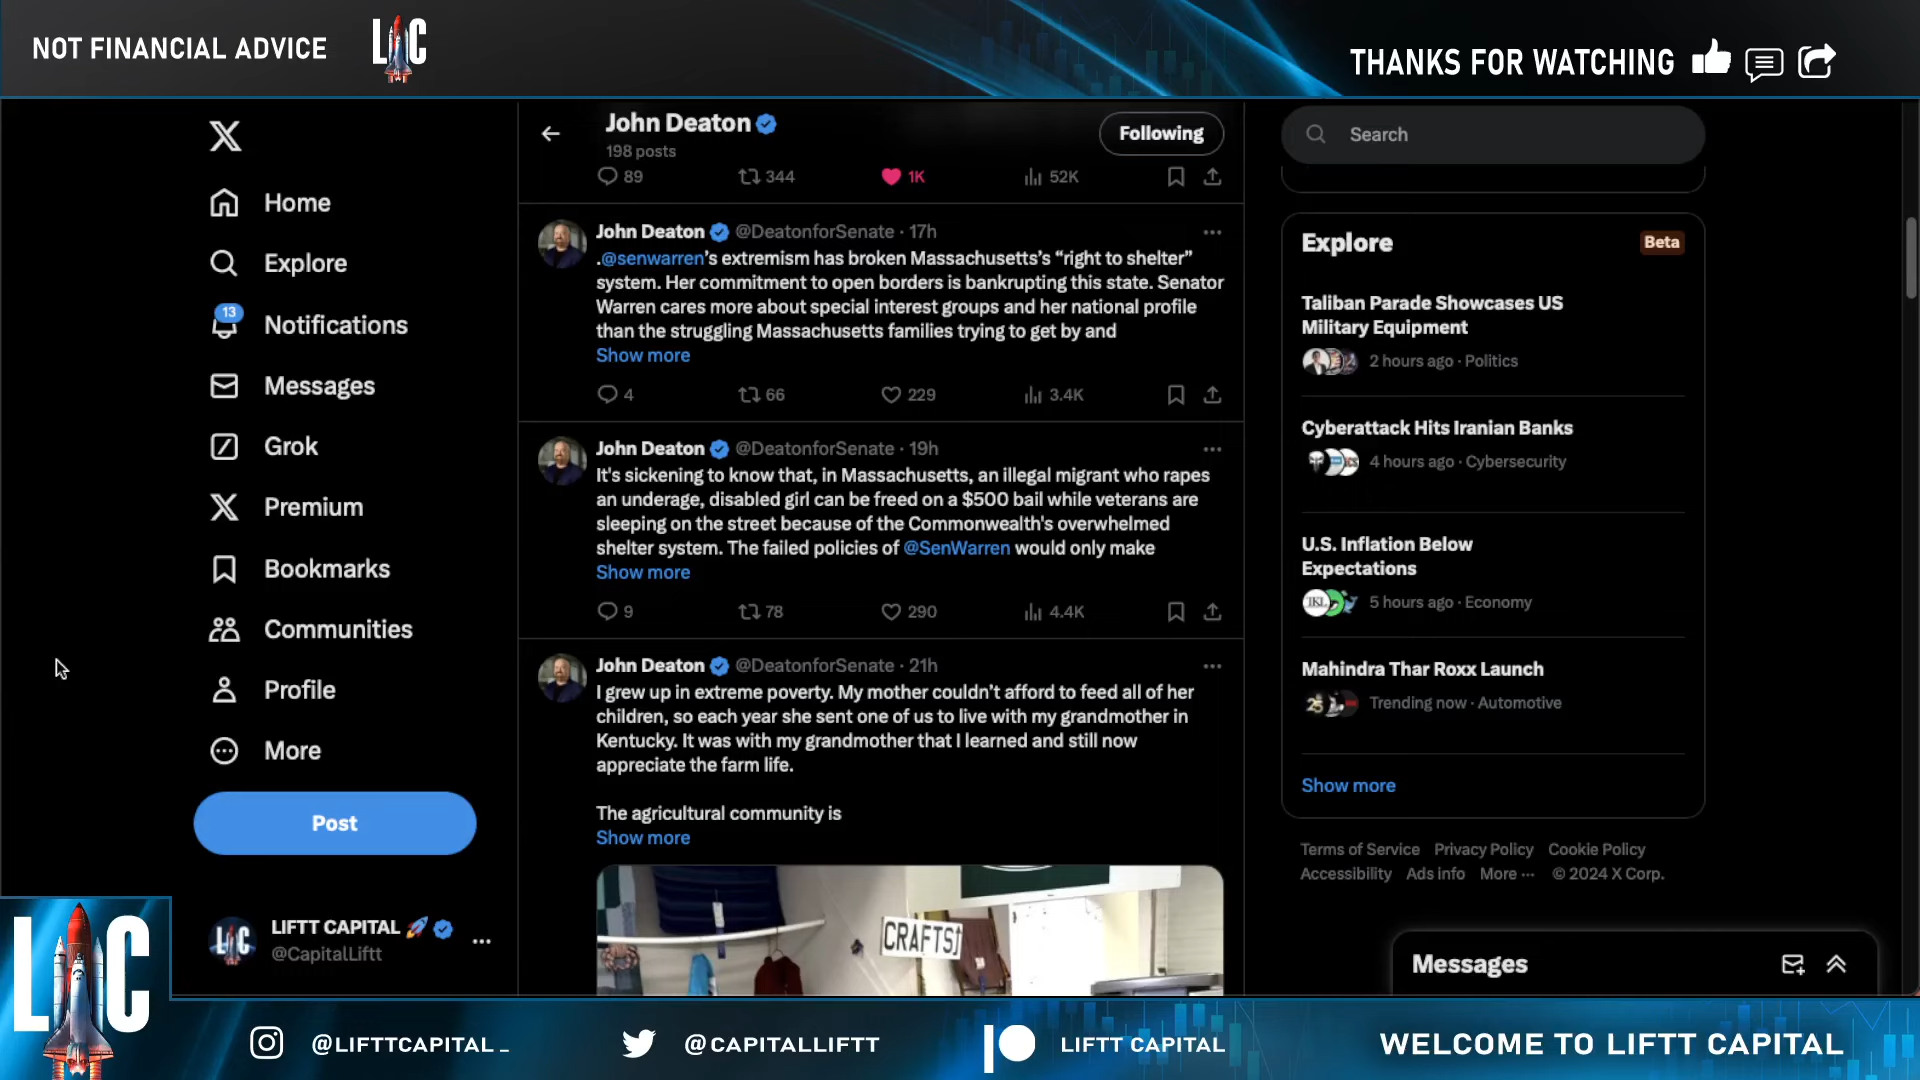 NOT FINANCIAL ADVICE
LC
THANKS FOR WATCHING
Home
Explore
13
Notifications
Messages
Grok
Premium
Bookmarks
Communities
Profile
More
Post
LIFTT CAPITAL
@CapitalLiftt
John Deaton
198 posts
Following
89 344 1K 52K
John Deaton @DeatonforSenate · 17h
.@senwarren’s extremism has broken Massachusetts’s “right to shelter”
system. Her commitment to open borders is bankrupting this state. Senator
Warren cares more about special interest groups and her national profile
than the struggling Massachusetts families trying to get by and
Show more
4 66 229 3.4K
John Deaton @DeatonforSenate · 19h
It's sickening to know that, in Massachusetts, an illegal migrant who rapes
an underage, disabled girl can be freed on a $500 bail while veterans are
sleeping on the street because of the Commonwealth's overwhelmed
shelter system. The failed policies of @SenWarren would only make
Show more
9 78 290 4.4K
John Deaton @DeatonforSenate · 21h
I grew up in extreme poverty. My mother couldn’t afford to feed all of her
children, so each year she sent one of us to live with my grandmother in
Kentucky. It was with my grandmother that I learned and still now
appreciate the farm life.
The agricultural community is
Show more
CRAFTS
Search
Explore
Beta
Taliban Parade Showcases US
Military Equipment
2 hours ago · Politics
Cyberattack Hits Iranian Banks
4 hours ago · Cybersecurity
U.S. Inflation Below
Expectations
5 hours ago · Economy
Mahindra Thar Roxx Launch
Trending now · Automotive
Show more
Terms of Service Privacy Policy Cookie Policy
Accessibility Ads info More ··· © 2024 X Corp.
Messages
LC
@LIFTTCAPITAL_
@CAPITALLIFTT
LIFTT CAPITAL
WELCOME TO LIFTT CAPITAL